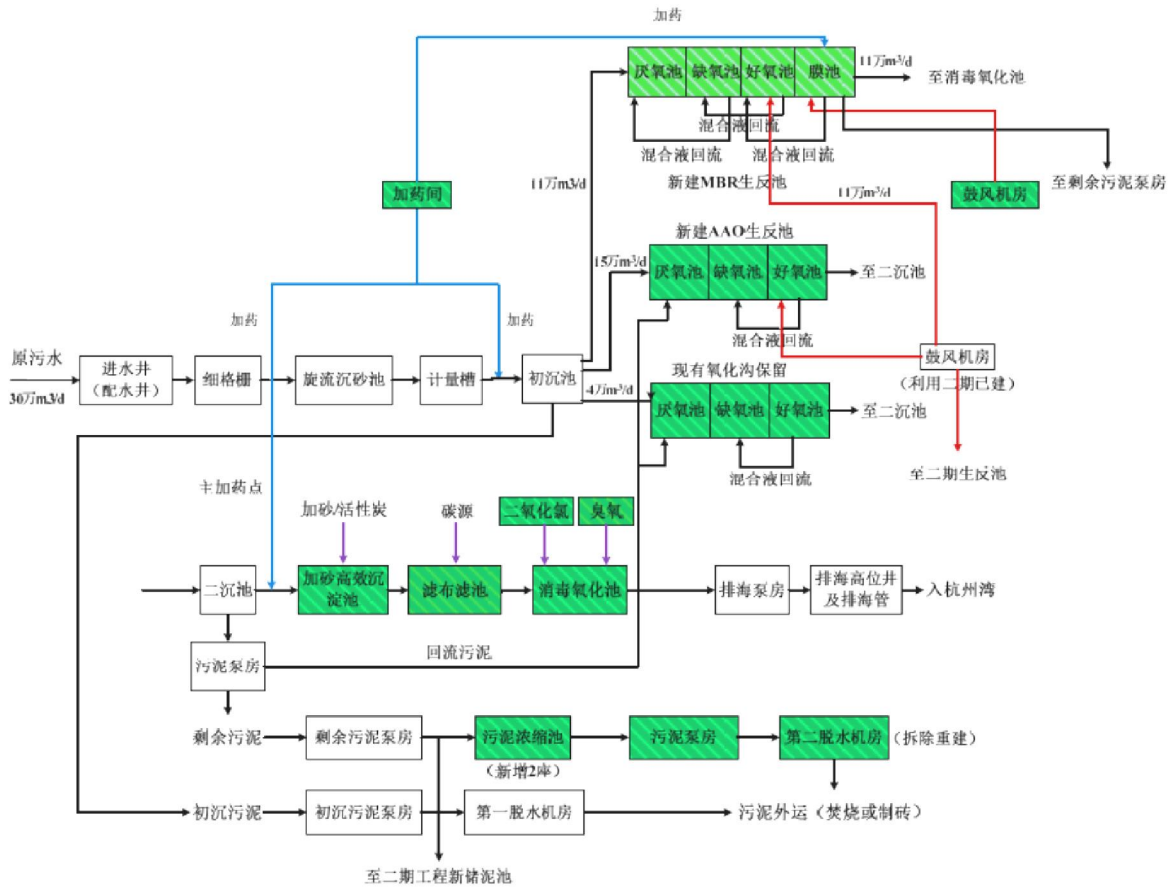 加药
厌氧池
缺氧池
好氧池
膜池
11万m³/d
至消毒氧化池
混合液回流
混合液回流
混合液回流
11万m3/d
新建MBR生反池
11万m³/d
至剩余污泥泵房
加药间
鼓风机房
新建AAO生反池
15万m³/d
厌氧池
缺氧池
好氧池
至二沉池
加药
加药
混合液回流
原污水
30万m3/d
进水井
（配水井）
细格栅
旋流沉砂池
计量槽
初沉池
现有氧化沟保留
鼓风机房
（利用二期已建）
4万m³/d
厌氧池
缺氧池
好氧池
至二沉池
混合液回流
至二期生反池
主加药点
加砂/活性炭
碳源
二氧化氯
臭氧
二沉池
加砂高效沉
淀池
滤布滤池
消毒氧化池
排海泵房
排海高位井
及排海管
入杭州湾
污泥泵房
回流污泥
剩余污泥
剩余污泥泵房
污泥浓缩池
（新增2座）
污泥泵房
第二脱水机房
（拆除重建）
初沉污泥
初沉污泥泵房
第一脱水机房
污泥外运（焚烧或制砖）
至二期工程新储泥池